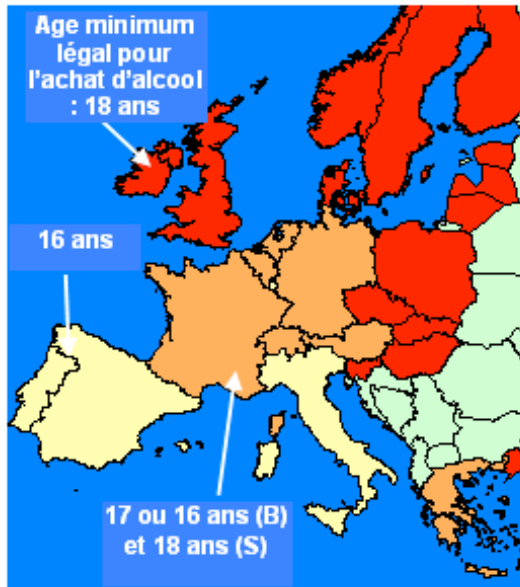 Age minimum
légal pour
l'achat d'alcool
: 18 ans
16 ans
17 ou 16 ans (B)
et 18 ans (S)